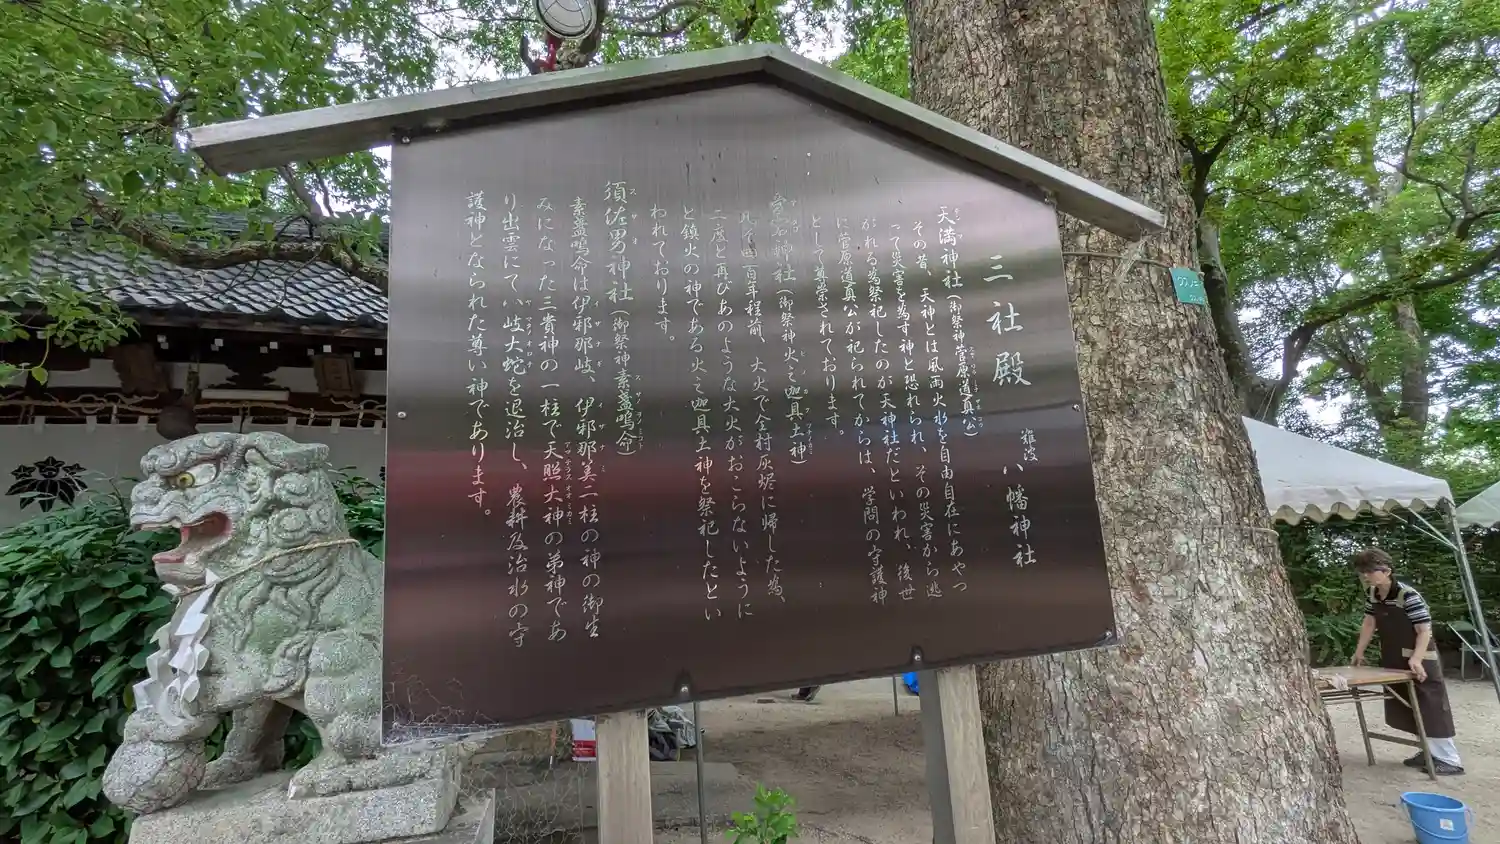 三社殿
難波 八幡神社
天満神社(御祭神菅原道真公)
その昔、天神とは風雨火水を自由自在にあやつ
って災害を為す神と恐れられ、その災害から逃
がれる為祭祀したのが天神社だといわれ、後世
に菅原道真公が祀られてからは、学問の守護神
として尊崇されております。
神社(御祭神火之迦具土神)
此そ四百年程前、大火で全村灰燼に帰した為、
二度と再びあのような大火がおこらないように
と鎮火の神である火之迦具土神を祭祀したとい
われております。
須佐男神社(御祭神素盞鳴命)
素盞鳴命は伊邪那岐、伊邪那美二柱の神の御生
みになった三貴神の一柱で天照大神の弟神であ
り出雲にて八岐大蛇を退治し、農耕及治水の守
護神となられた尊い神であります。